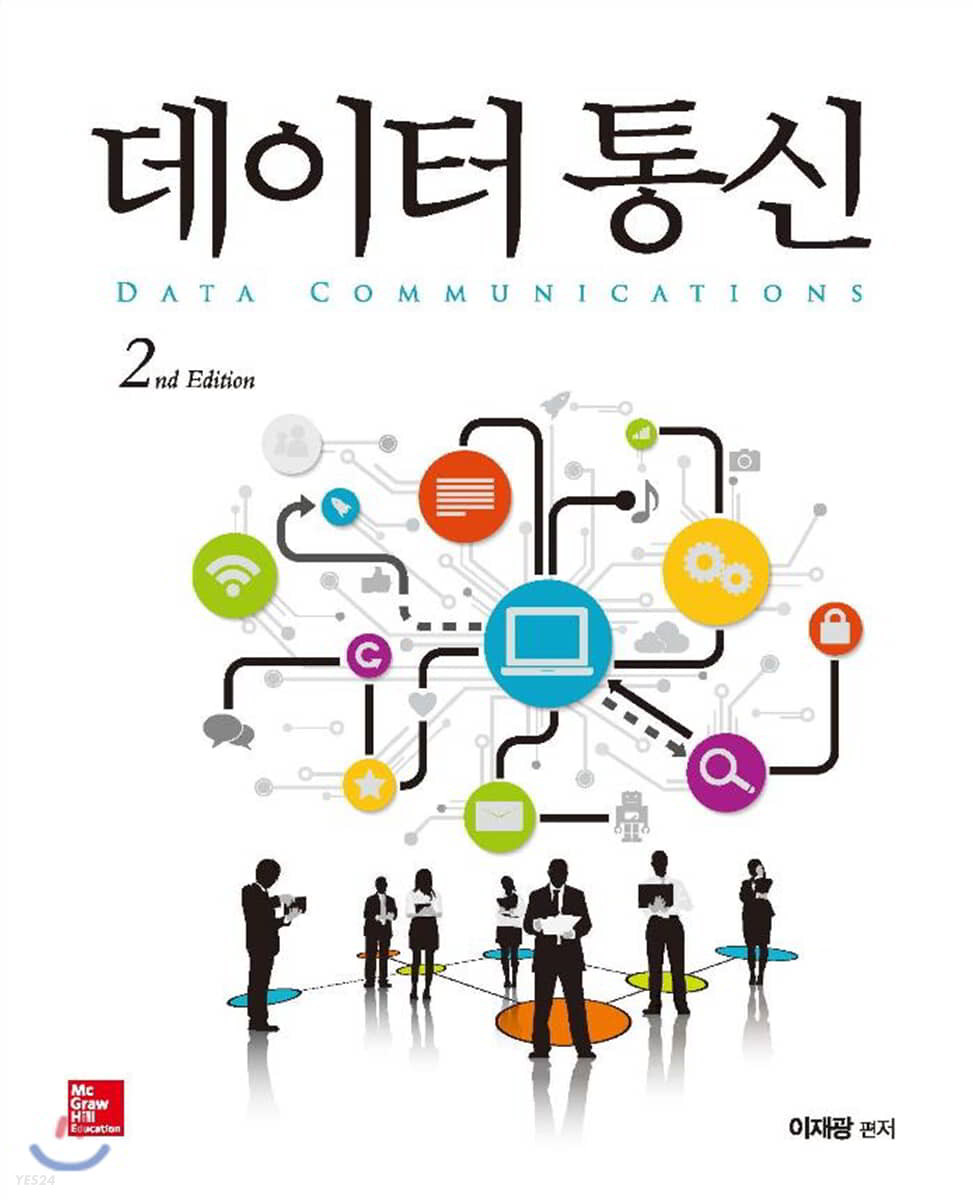 데이터 통신
DATA COMMUNICATIONS
2nd Edition
Mc
Graw
Hill
Education
YES24
이재광 편저